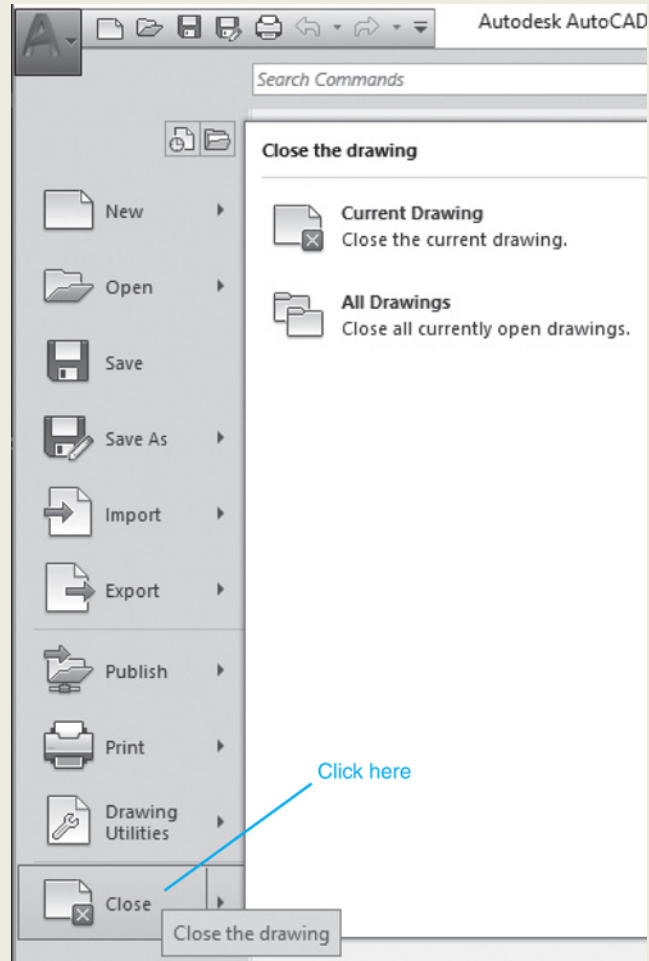 Autodesk AutoCAD
Search Commands
Close the drawing
New
Current Drawing
Close the current drawing.
Open
All Drawings
Close all currently open drawings.
Save
Save As
Import
Export
Publish
Print
Click here
Drawing
Utilities
Close
Close the drawing